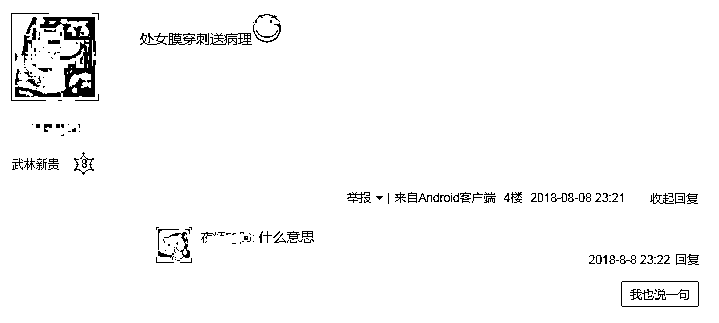 处女膜穿刺送病理
武林新贵 8
举报 | 来自Android客户端 4楼 2018-08-08 23:21 收起回复
: 什么意思
2018-8-8 23:22 回复
我也说一句